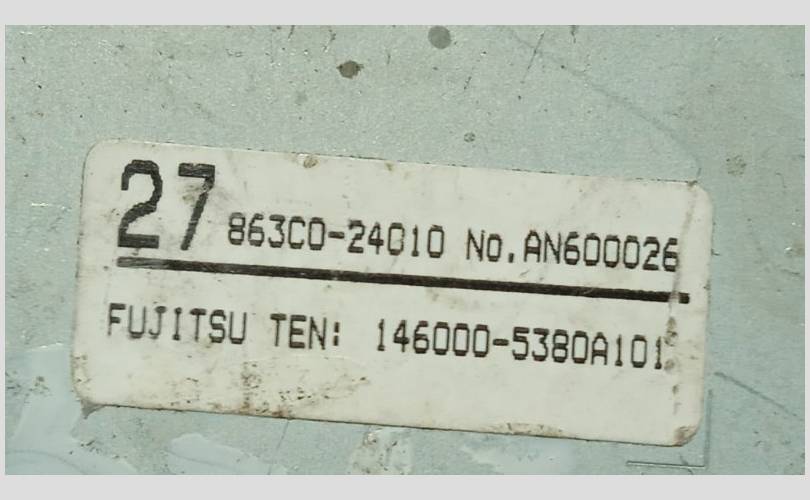 27 863C0-24010 No.AN600026
FUJITSU TEN: 146000-5380A101